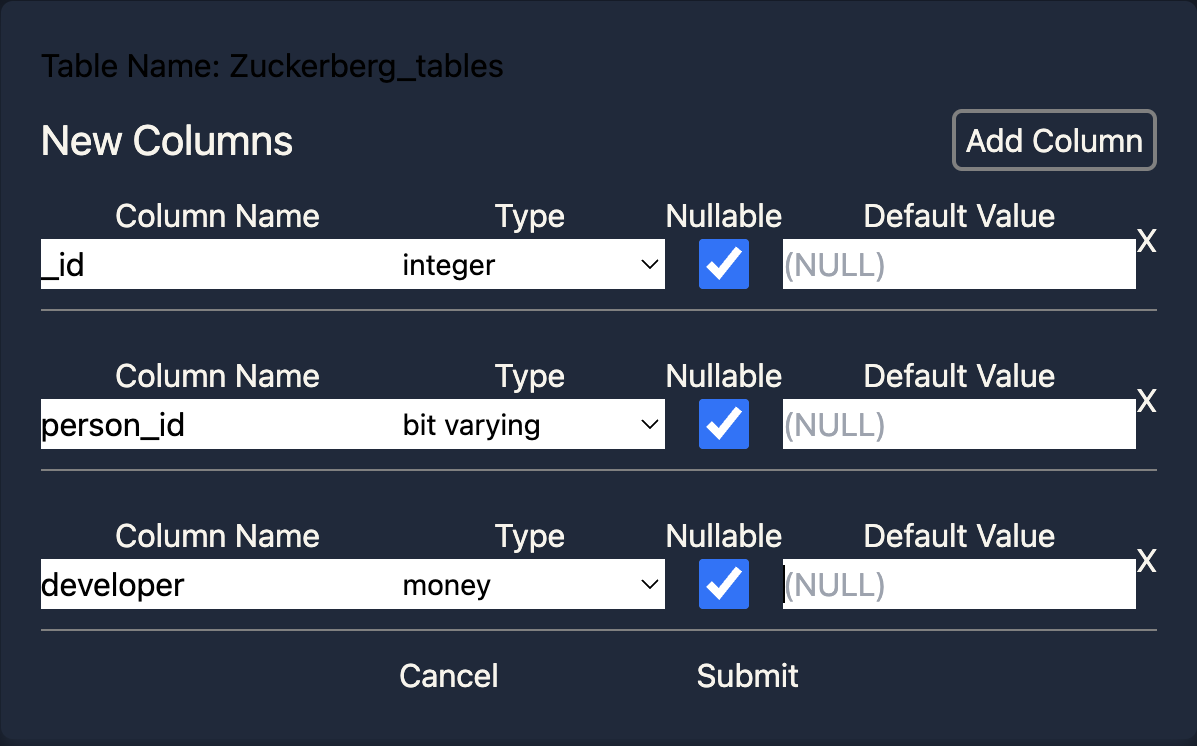 Table Name: Zuckerberg_tables
New Columns Add Column
Column Name Type Nullable Default Value X
_id integer (NULL)
Column Name Type Nullable Default Value X
person_id bit varying (NULL)
Column Name Type Nullable Default Value X
developer money (NULL)
Cancel Submit